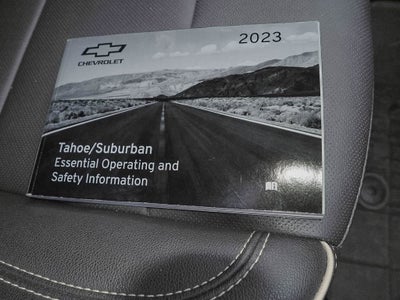 CHEVROLET
2023
Tahoe/Suburban
Essential Operating and
Safety Information